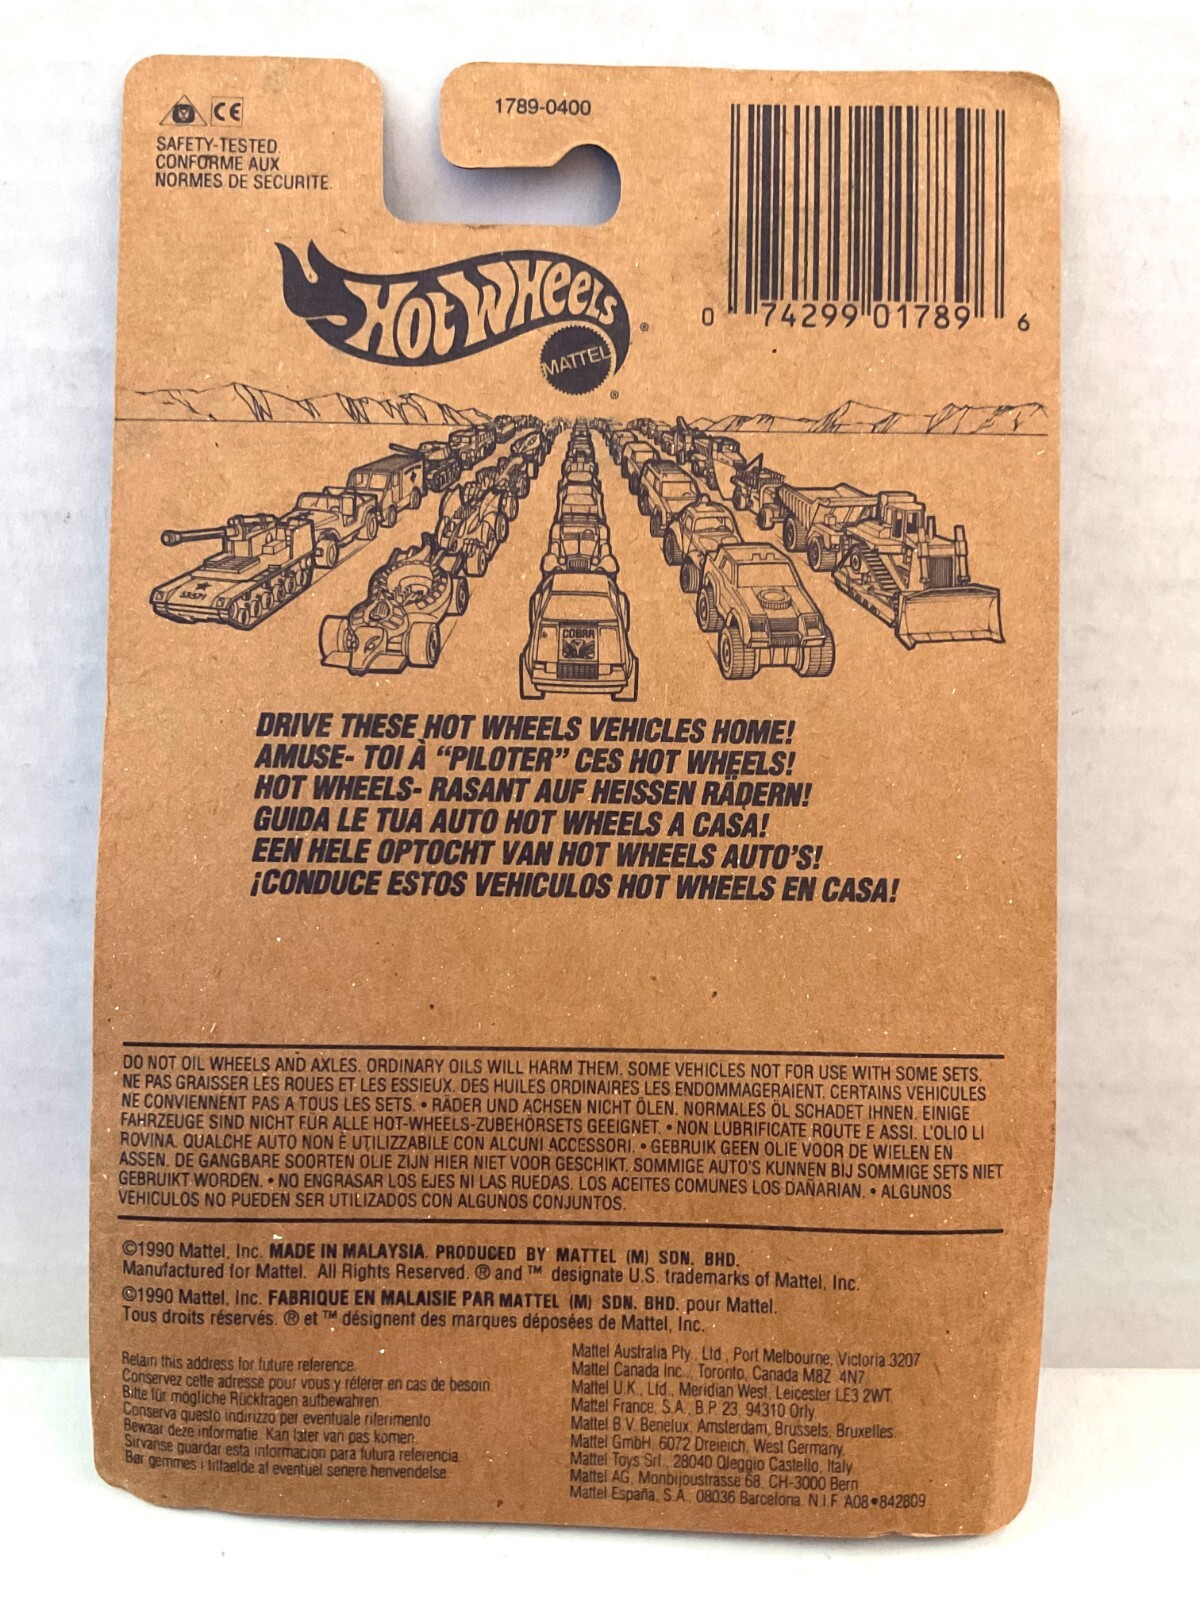 CE
SAFETY-TESTED
CONFORME AUX
NORMES DE SECURITE.
1789-0400
0 74299 01789 6
HOT WHEELS ®
MATTEL ®
53571
COBRA
DRIVE THESE HOT WHEELS VEHICLES HOME!
AMUSE- TOI À “PILOTER” CES HOT WHEELS!
HOT WHEELS- RASANT AUF HEISSEN RÄDERN!
GUIDA LE TUA AUTO HOT WHEELS A CASA!
EEN HELE OPTOCHT VAN HOT WHEELS AUTO’S!
¡CONDUCE ESTOS VEHICULOS HOT WHEELS EN CASA!
DO NOT OIL WHEELS AND AXLES. ORDINARY OILS WILL HARM THEM. SOME VEHICLES NOT FOR USE WITH SOME SETS.
NE PAS GRAISSER LES ROUES ET LES ESSIEUX. DES HUILES ORDINAIRES LES ENDOMMAGERAIENT. CERTAINS VEHICULES
NE CONVIENNENT PAS A TOUS LES SETS. • RÄDER UND ACHSEN NICHT ÖLEN. NORMALES ÖL SCHADET IHNEN. EINIGE
FAHRZEUGE SIND NICHT FÜR ALLE HOT-WHEELS-ZUBEHÖRSETS GEEIGNET. • NON LUBRIFICATE ROUTE E ASSI. L'OLIO LI
ROVINA. QUALCHE AUTO NON È UTILIZZABILE CON ALCUNI ACCESSORI. • GEBRUIK GEEN OLIE VOOR DE WIELEN EN
ASSEN. DE GANGBARE SOORTEN OLIE ZIJN HIER NIET VOOR GESCHIKT. SOMMIGE AUTO'S KUNNEN BIJ SOMMIGE SETS NIET
GEBRUIKT WORDEN. • NO ENGRASAR LOS EJES NI LAS RUEDAS. LOS ACEITES COMUNES LOS DAÑARIAN. • ALGUNOS
VEHICULOS NO PUEDEN SER UTILIZADOS CON ALGUNOS CONJUNTOS.
©1990 Mattel, Inc. MADE IN MALAYSIA. PRODUCED BY MATTEL (M) SDN. BHD.
Manufactured for Mattel. All Rights Reserved. ® and ™ designate U.S. trademarks of Mattel, Inc.
©1990 Mattel, Inc. FABRIQUE EN MALAISIE PAR MATTEL (M) SDN. BHD. pour Mattel.
Tous droits réservés. ® et ™ désignent des marques déposées de Mattel, Inc.
Retain this address for future reference.
Conservez cette adresse pour vous y référer en cas de besoin.
Bitte für mögliche Rückfragen aufbewahren.
Conserva questo indirizzo per eventuale riferimento.
Bewaar deze informatie. Kan later van pas komen.
Sirvanse guardar esta informacion para futura referencia.
Bør gemmes i tilfaelde af eventuel senere henvendelse.
Mattel Australia Pty., Ltd., Port Melbourne, Victoria 3207
Mattel Canada Inc., Toronto, Canada M8Z 4N7
Mattel U.K., Ltd., Meridian West, Leicester LE3 2WT
Mattel France, S.A., B.P. 23, 94310 Orly
Mattel B.V. Benelux, Amsterdam, Brussels, Bruxelles.
Mattel GmbH, 6072 Dreieich, West Germany.
Mattel Toys Srl., 28040 Oleggio Castello, Italy.
Mattel AG, Monbijoustrasse 68, CH-3000 Bern
Mattel España, S.A., 08036 Barcelona. N.I.F. A08•842809
P